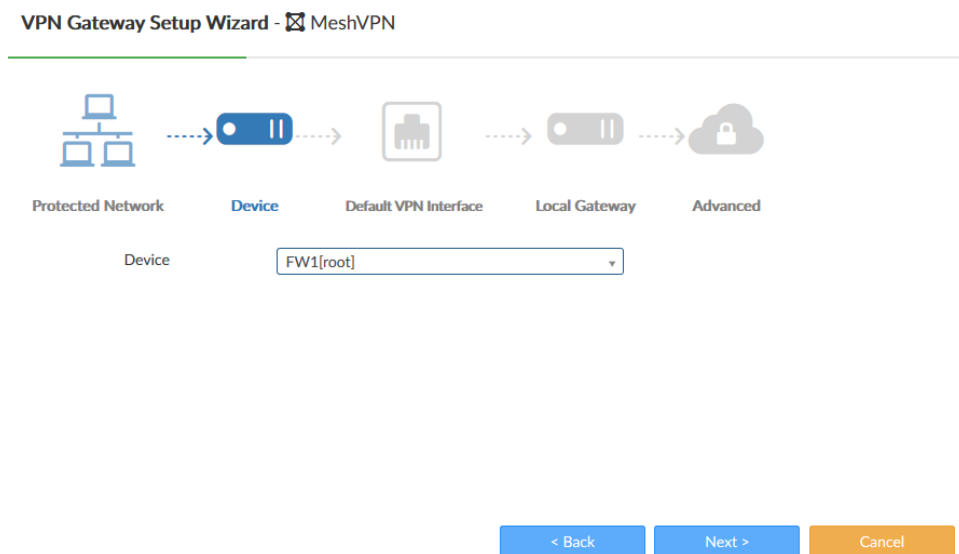 VPN Gateway Setup Wizard - MeshVPN
Protected Network Device Default VPN Interface Local Gateway Advanced
Device FW1[root]
< Back Next > Cancel